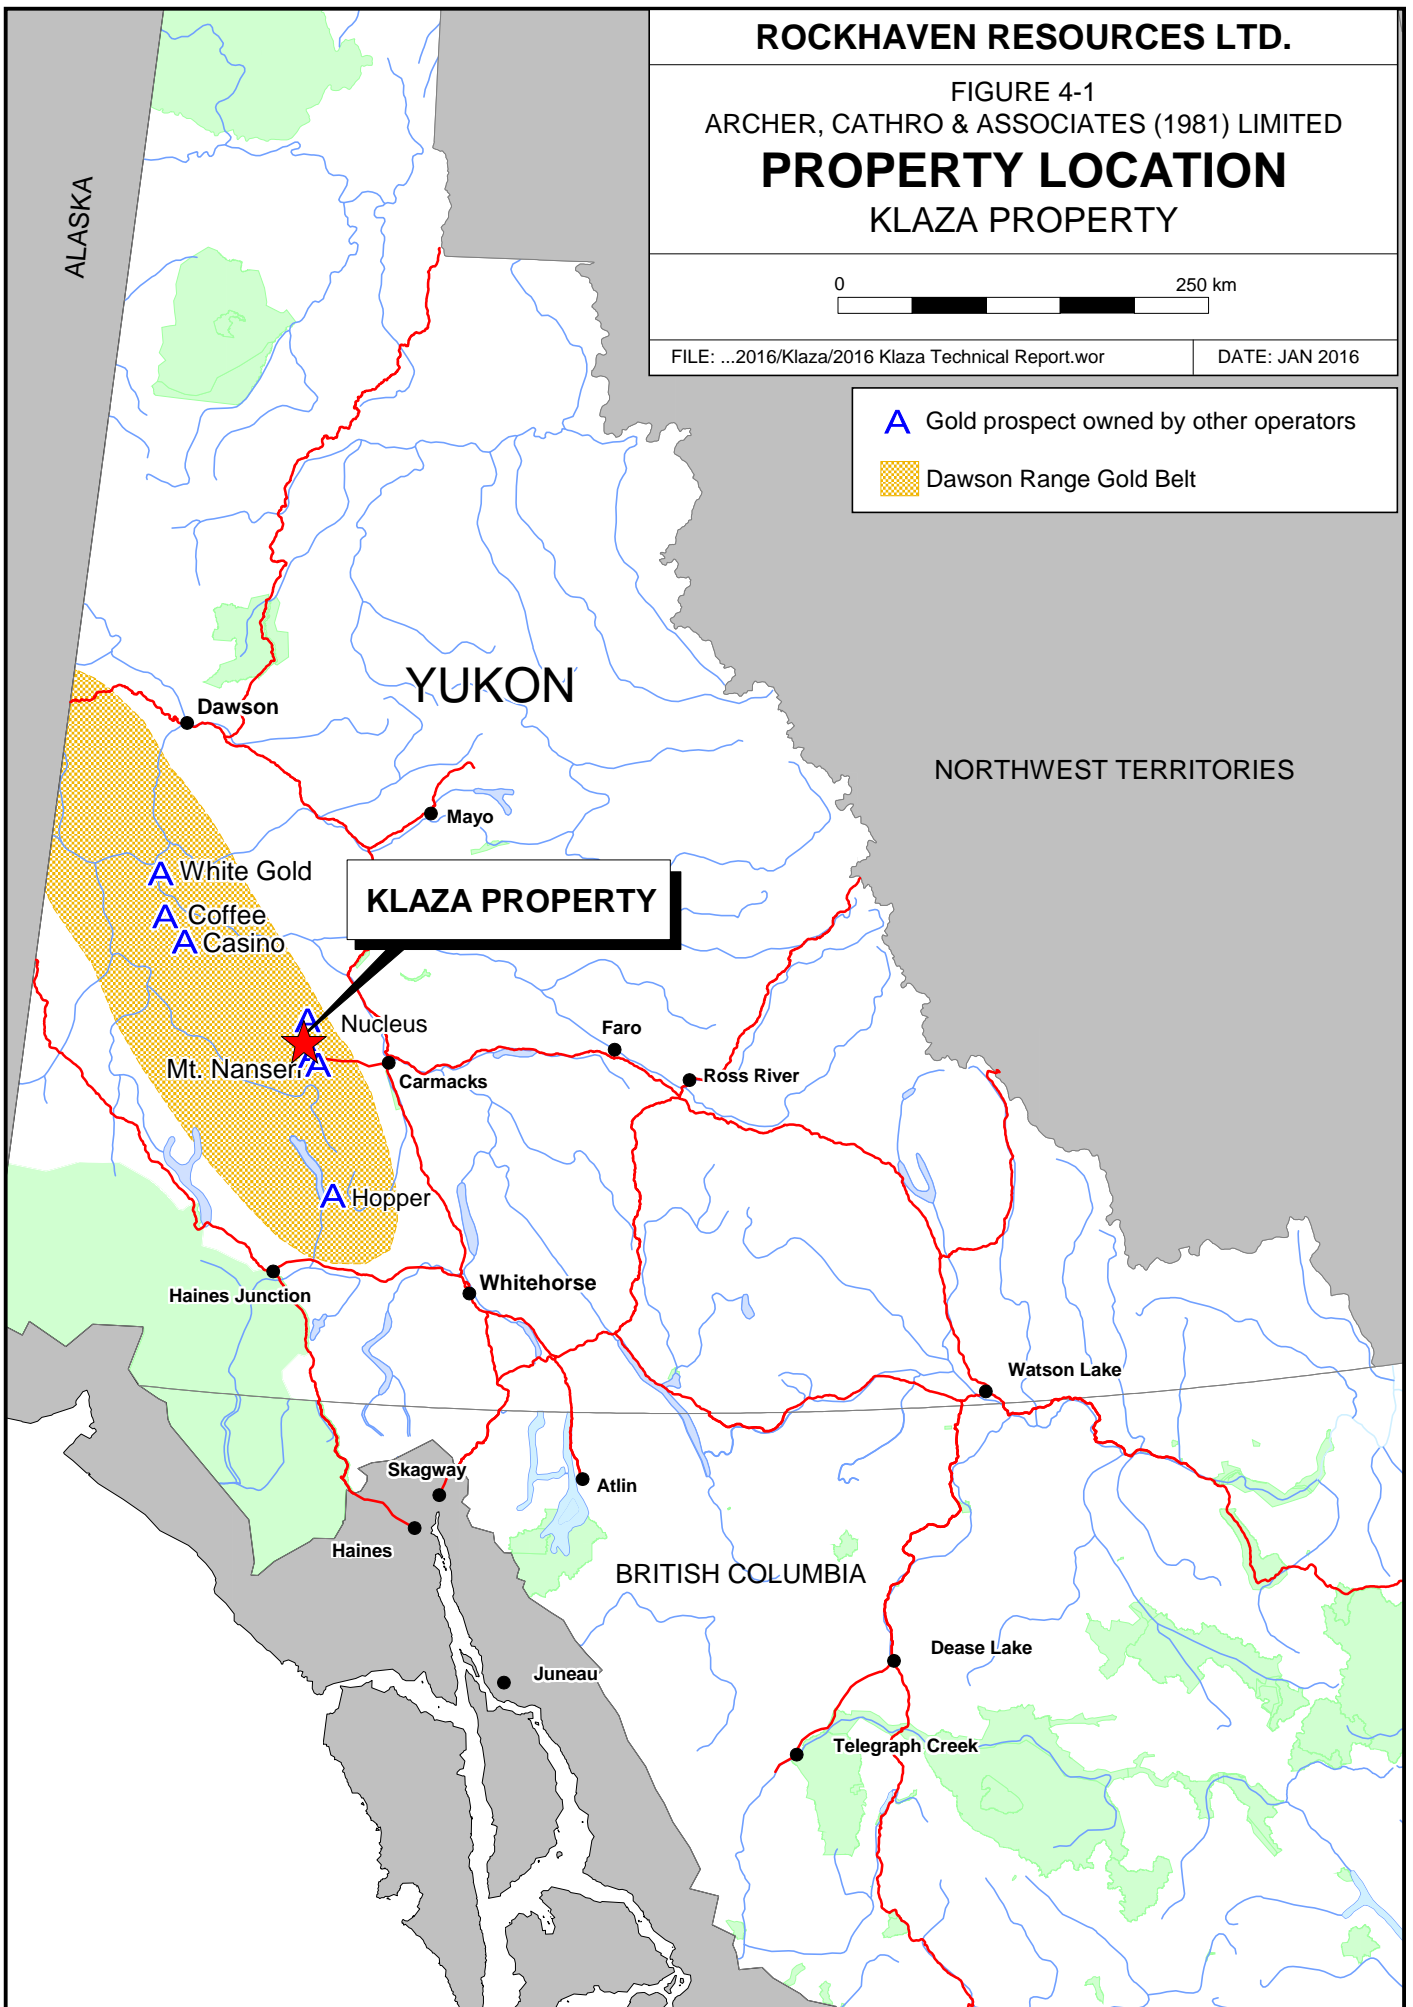 ROCKHAVEN RESOURCES LTD.
FIGURE 4-1
ARCHER, CATHRO & ASSOCIATES (1981) LIMITED
PROPERTY LOCATION
KLAZA PROPERTY
0 250 km
FILE: ...2016/Klaza/2016 Klaza Technical Report.wor DATE: JAN 2016
Gold prospect owned by other operators
Dawson Range Gold Belt
ALASKA
YUKON
Dawson
NORTHWEST TERRITORIES
Mayo
White Gold
KLAZA PROPERTY
Coffee
Casino
Nucleus
Faro
Mt. Nansen
Ross River
Carmacks
Hopper
Whitehorse
Haines Junction
Watson Lake
Skagway
Atlin
Haines
BRITISH COLUMBIA
Dease Lake
Juneau
Telegraph Creek